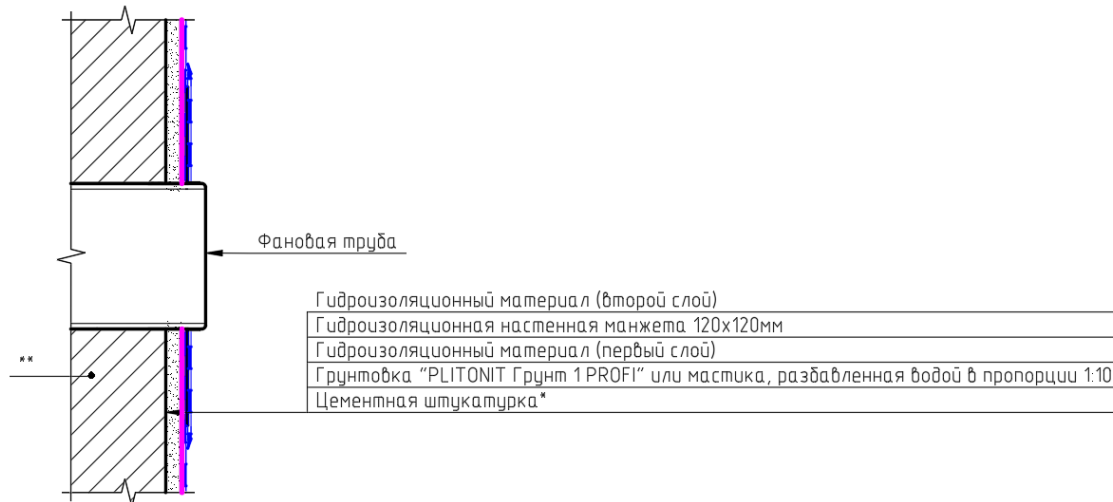 Фановая труба
Гидроизоляционный материал (второй слой)
Гидроизоляционная настенная манжета 120х120мм
Гидроизоляционный материал (первый слой)
Грунтовка "PLITONIT Грунт 1 PROFI" или мастика, разбавленная водой в пропорции 1:10
Цементная штукатурка*
**